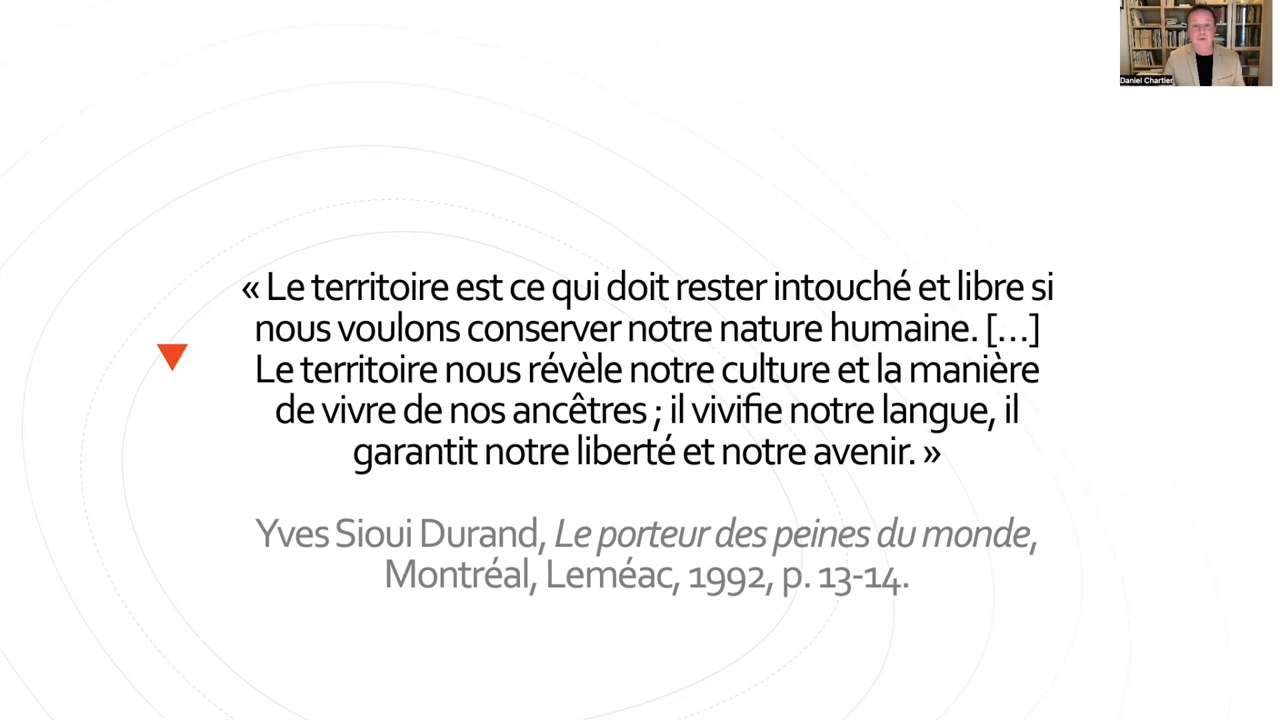 Daniel Chartier
« Le territoire est ce qui doit rester intouché et libre si
nous voulons conserver notre nature humaine. […]
Le territoire nous révèle notre culture et la manière
de vivre de nos ancêtres ; il vivifie notre langue, il
garantit notre liberté et notre avenir. »
Yves Sioui Durand, Le porteur des peines du monde,
Montréal, Leméac, 1992, p. 13-14.